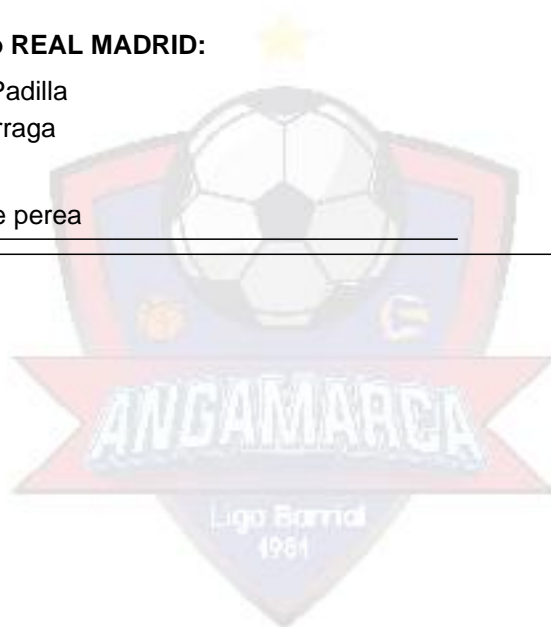 REAL MADRID:
Padilla
rraga
e perea
ANGAMARCA
Liga Barrial
1981